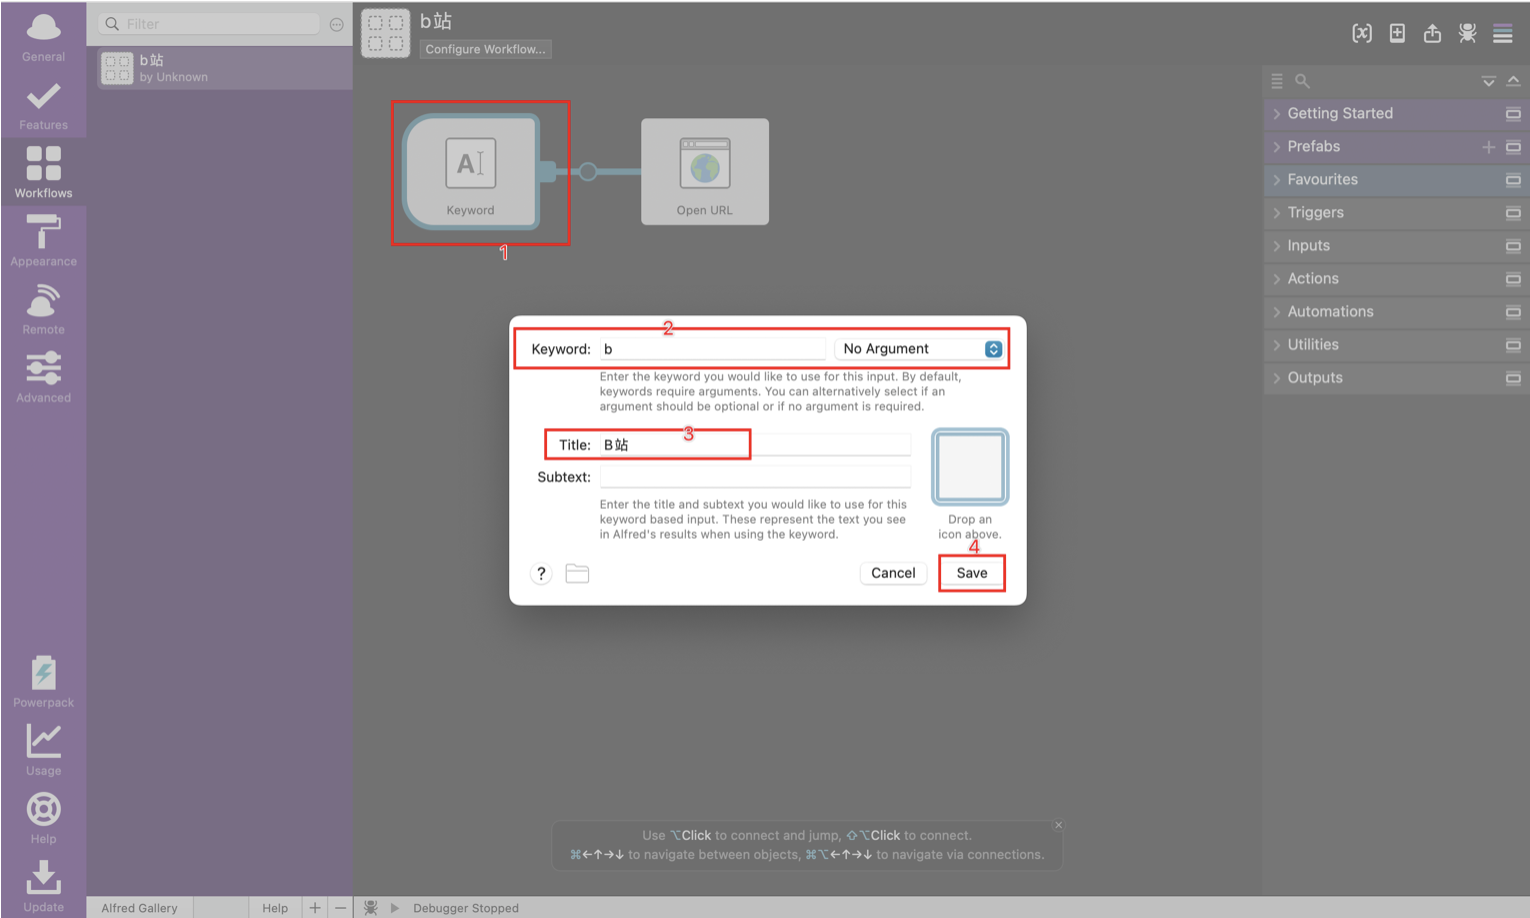 General
Features
Workflows
Appearance
Remote
Advanced
Powerpack
Usage
Help
Update
Filter
b站
by Unknown
b站
Configure Workflow...
A
Keyword
Open URL
1
2
Keyword: b No Argument
Enter the keyword you would like to use for this input. By default,
keywords require arguments. You can alternatively select if an
argument should be optional or if no argument is required.
3
Title: B站
Subtext:
Enter the title and subtext you would like to use for this
keyword based input. These represent the text you see
in Alfred's results when using the keyword.
Drop an
icon above.
4
?
Cancel
Save
Getting Started
Prefabs
Favourites
Triggers
Inputs
Actions
Automations
Utilities
Outputs
Use ⌥Click to connect and jump, ⇧⌥Click to connect.
⌘←↑→↓ to navigate between objects, ⌘⌥←↑→↓ to navigate via connections.
Alfred Gallery
Help
+
−
Debugger Stopped